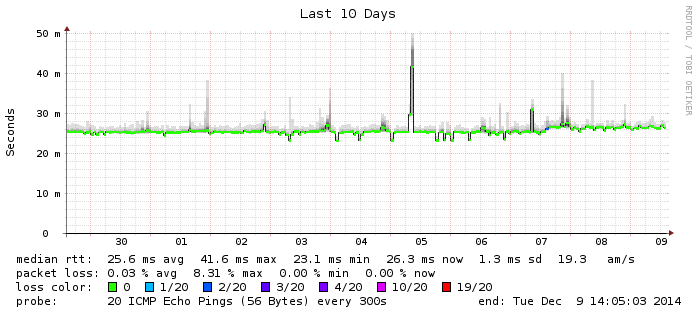 Last 10 Days
RRDTOOL / TOBI OETIKER
Seconds
50 m
40 m
30 m
20 m
10 m
0
30 01 02 03 04 05 06 07 08 09
median rtt: 25.6 ms avg 41.6 ms max 23.1 ms min 26.3 ms now 1.3 ms sd 19.3 am/s
packet loss: 0.03 % avg 8.31 % max 0.00 % min 0.00 % now
loss color: 0 1/20 2/20 3/20 4/20 10/20 19/20
probe: 20 ICMP Echo Pings (56 Bytes) every 300s end: Tue Dec 9 14:05:03 2014